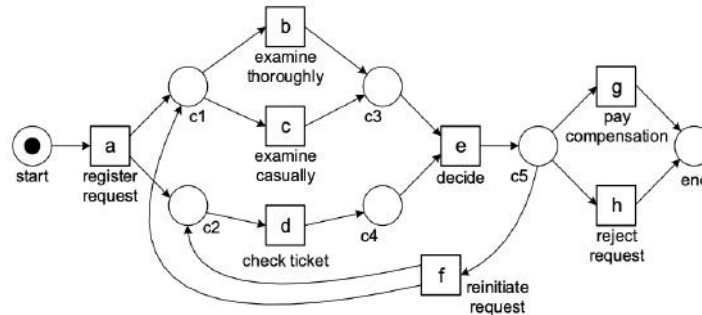 b
examine
thoroughly
c1
c
examine
casually
c3
start
a
register
request
c2
d
check ticket
c4
e
decide
c5
f
reinitiate
request
g
pay
compensation
h
reject
request
enc